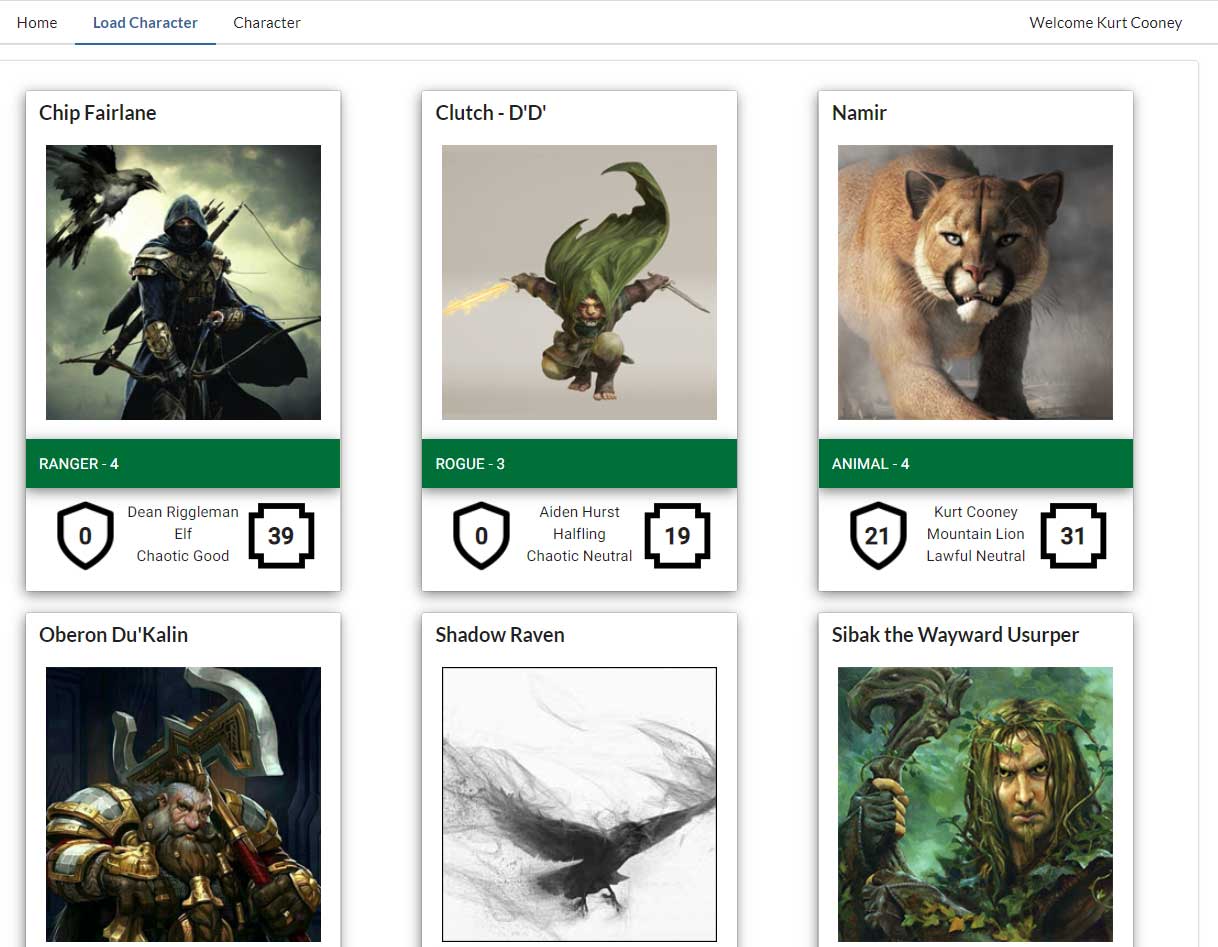 Home Load Character Character Welcome Kurt Cooney
Chip Fairlane
RANGER - 4
0
Dean Riggleman
Elf
Chaotic Good
39
Clutch - D'D'
ROGUE - 3
0
Aiden Hurst
Halfling
Chaotic Neutral
19
Namir
ANIMAL - 4
21
Kurt Cooney
Mountain Lion
Lawful Neutral
31
Oberon Du'Kalin
Shadow Raven
Sibak the Wayward Usurper